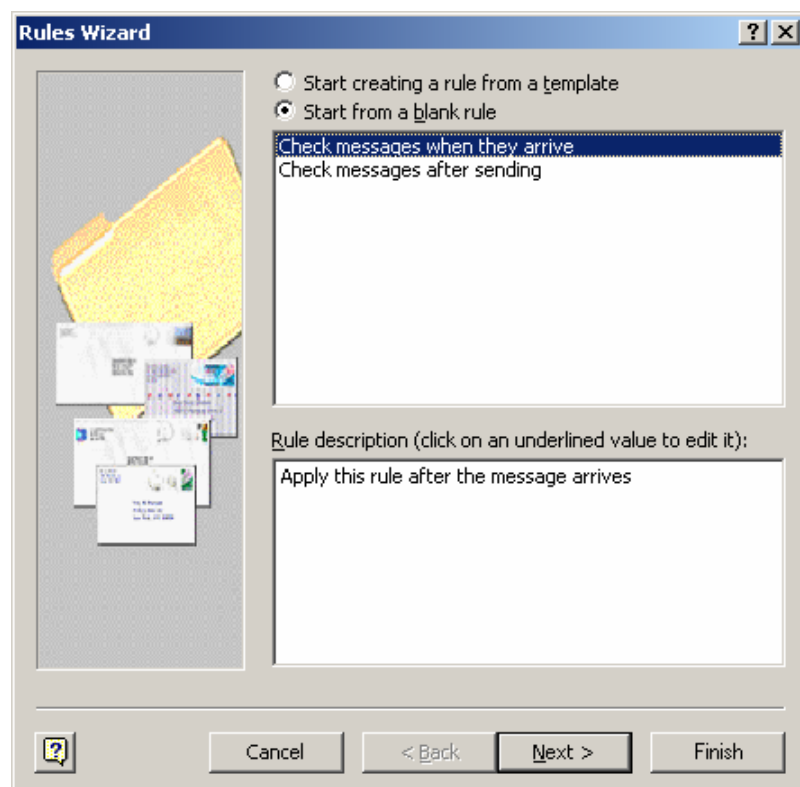 Rules Wizard
Start creating a rule from a template
Start from a blank rule
Check messages when they arrive
Check messages after sending
Rule description (click on an underlined value to edit it):
Apply this rule after the message arrives
Cancel
< Back
Next >
Finish